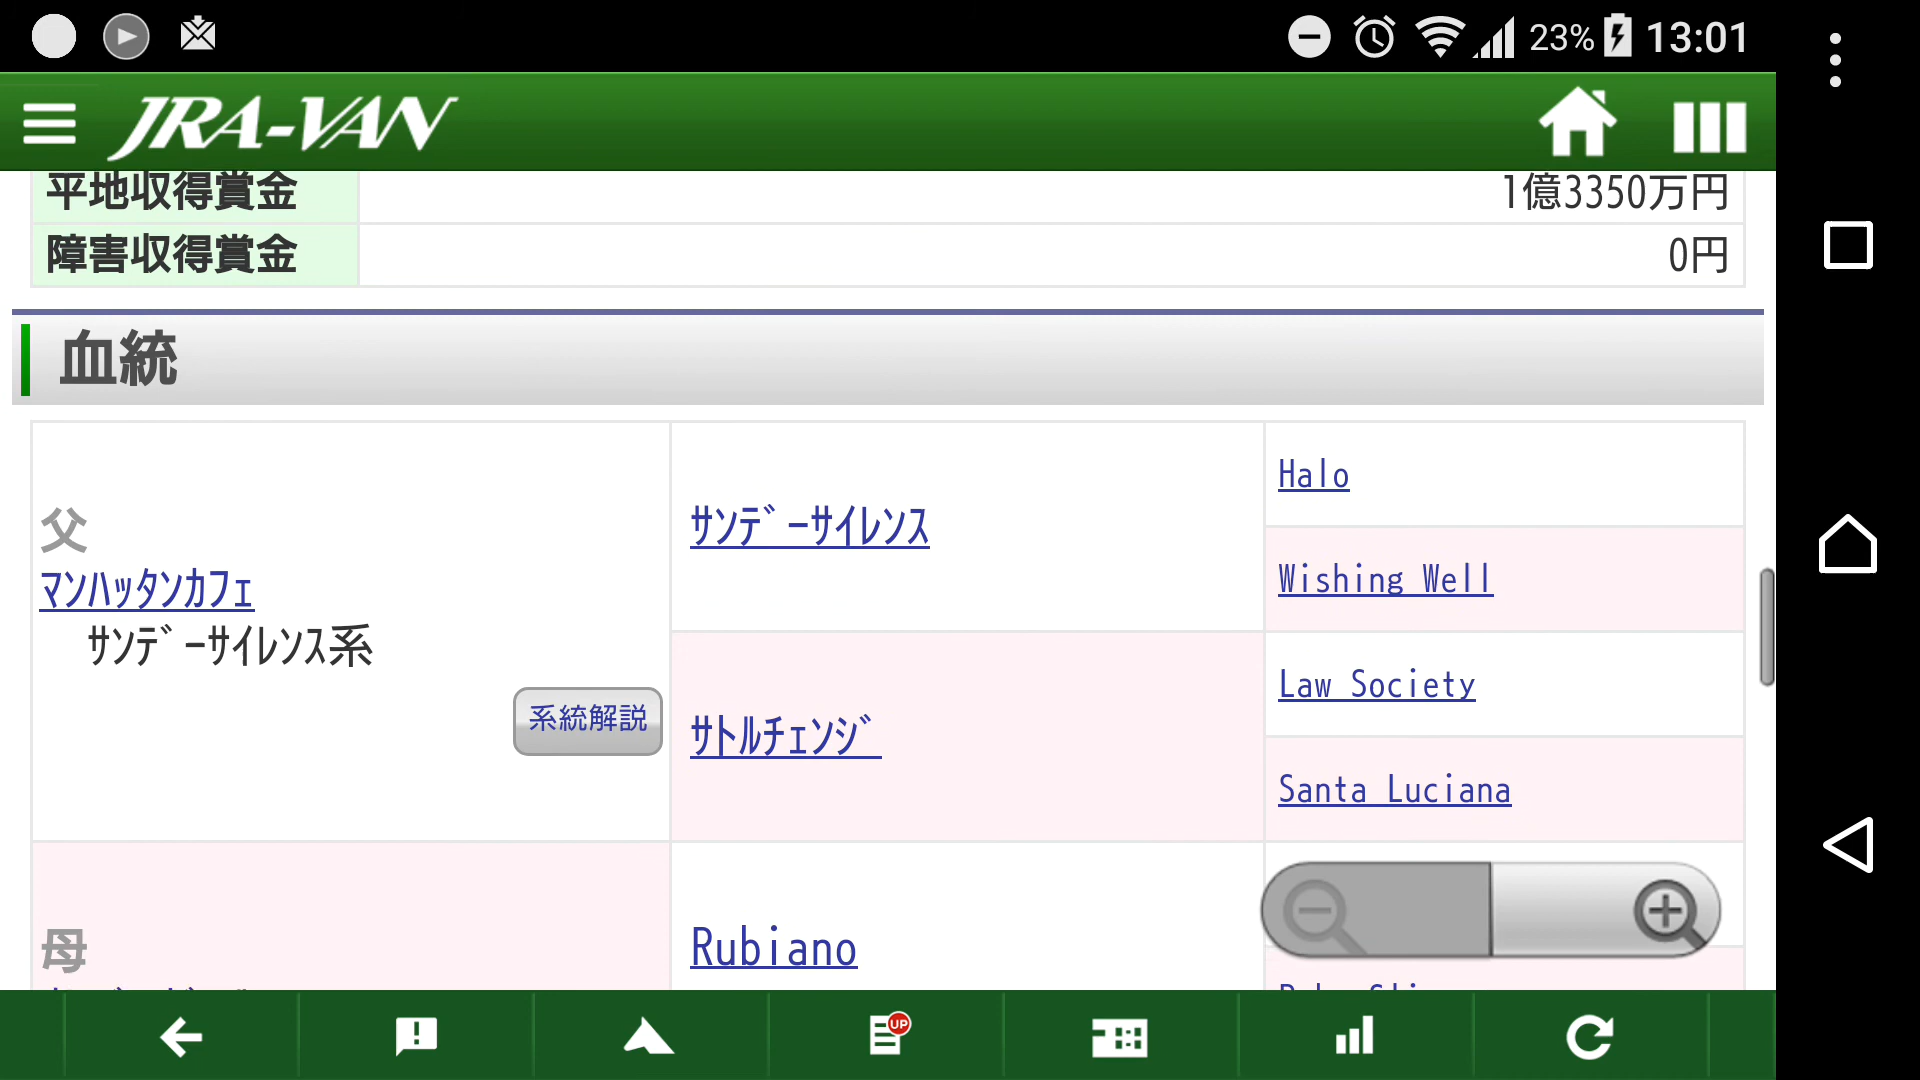 23% 13:01
JRA-VAN
平地収得賞金 1億3350万円
障害収得賞金 0円
血統
父
ﾏﾝﾊｯﾀﾝｶﾌｪ
ｻﾝﾃﾞｰｻｲﾚﾝｽ系
系統解説
ｻﾝﾃﾞｰｻｲﾚﾝｽ
ｻﾄﾙﾁｪﾝｼﾞ
Halo
Wishing Well
Law Society
Santa Luciana
母
Rubiano
UP